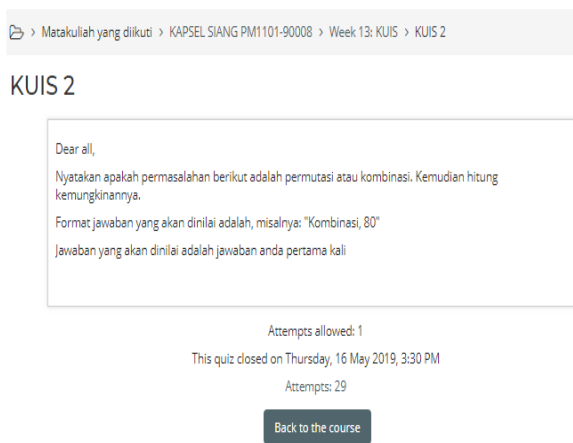 > Matakuliah yang diikuti > KAPSEL SIANG PM1101-90008 > Week 13: KUIS > KUIS 2
KUIS 2
Dear all,
Nyatakan apakah permasalahan berikut adalah permutasi atau kombinasi. Kemudian hitung
kemungkinannya.
Format jawaban yang akan dinilai adalah, misalnya: "Kombinasi, 80"
Jawaban yang akan dinilai adalah jawaban anda pertama kali
Attempts allowed: 1
This quiz closed on Thursday, 16 May 2019, 3:30 PM
Attempts: 29
Back to the course